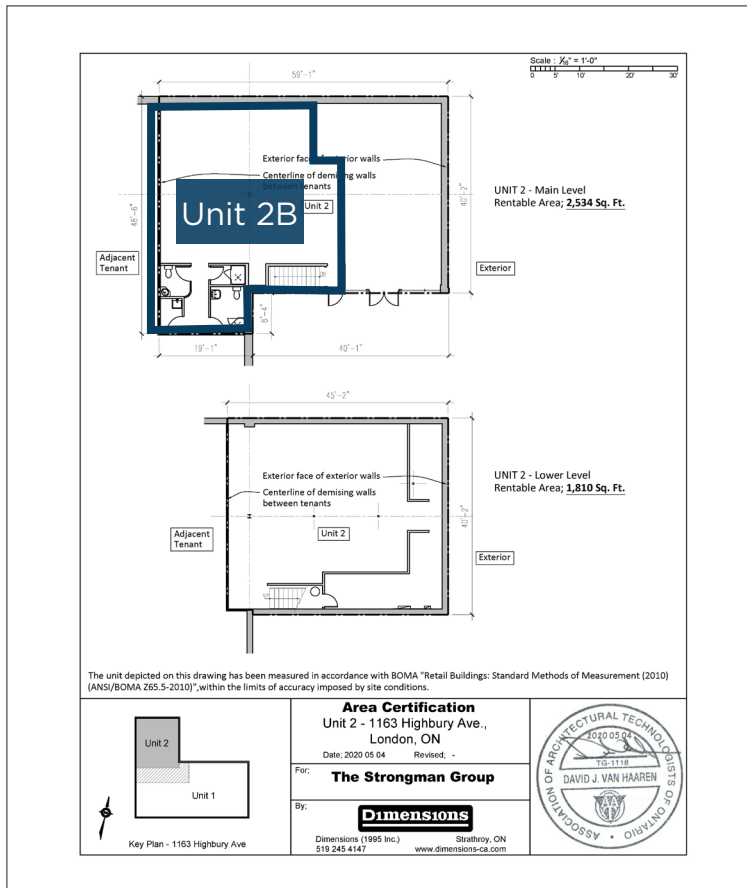 Scale : 1/16" = 1'-0"
0 5' 10' 20' 30'
59'-1"
Exterior face of exterior walls
Centerline of demising walls
between tenants
Unit 2
Unit 2B
48'-6"
40'-2"
UNIT 2 - Main Level
Rentable Area; 2,534 Sq. Ft.
Adjacent
Tenant
Exterior
8'-4"
19'-1"
40'-1"
45'-2"
Exterior face of exterior walls
Centerline of demising walls
between tenants
UNIT 2 - Lower Level
Rentable Area; 1,810 Sq. Ft.
40'-2"
Adjacent
Tenant
Unit 2
Exterior
The unit depicted on this drawing has been measured in accordance with BOMA "Retail Buildings: Standard Methods of Measurement (2010)
(ANSI/BOMA Z65.5-2010)",within the limits of accuracy imposed by site conditions.
Unit 2
Unit 1
Key Plan - 1163 Highbury Ave
Area Certification
Unit 2 - 1163 Highbury Ave.,
London, ON
Date; 2020 05 04 Revised; -
For;
The Strongman Group
By;
Dimensions
Dimensions (1995 Inc.) Strathroy, ON
519 245 4147 www.dimensions-ca.com
ASSOCIATION OF ARCHITECTURAL TECHNOLOGISTS OF ONTARIO
2020 05 04
TG-1118
DAVID J. VAN HAAREN